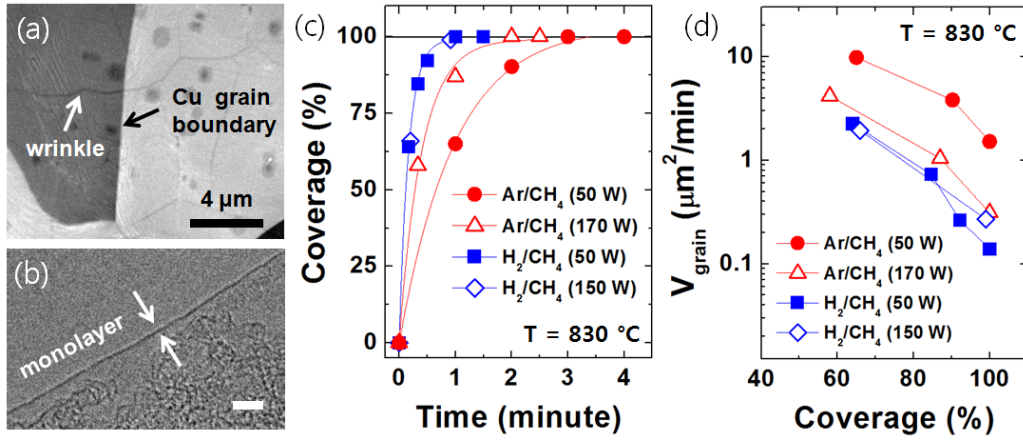 (a)
Cu grain
boundary
wrinkle
4 μm
(b)
monolayer
(c)
Coverage (%)
100
75
50
25
0
Ar/CH₄ (50 W)
Ar/CH₄ (170 W)
H₂/CH₄ (50 W)
H₂/CH₄ (150 W)
T = 830 ℃
0 1 2 3 4
Time (minute)
(d)
T = 830 ℃
V grain (μm²/min)
10
1
0.1
Ar/CH₄ (50 W)
Ar/CH₄ (170 W)
H₂/CH₄ (50 W)
H₂/CH₄ (150 W)
40 60 80 100
Coverage (%)